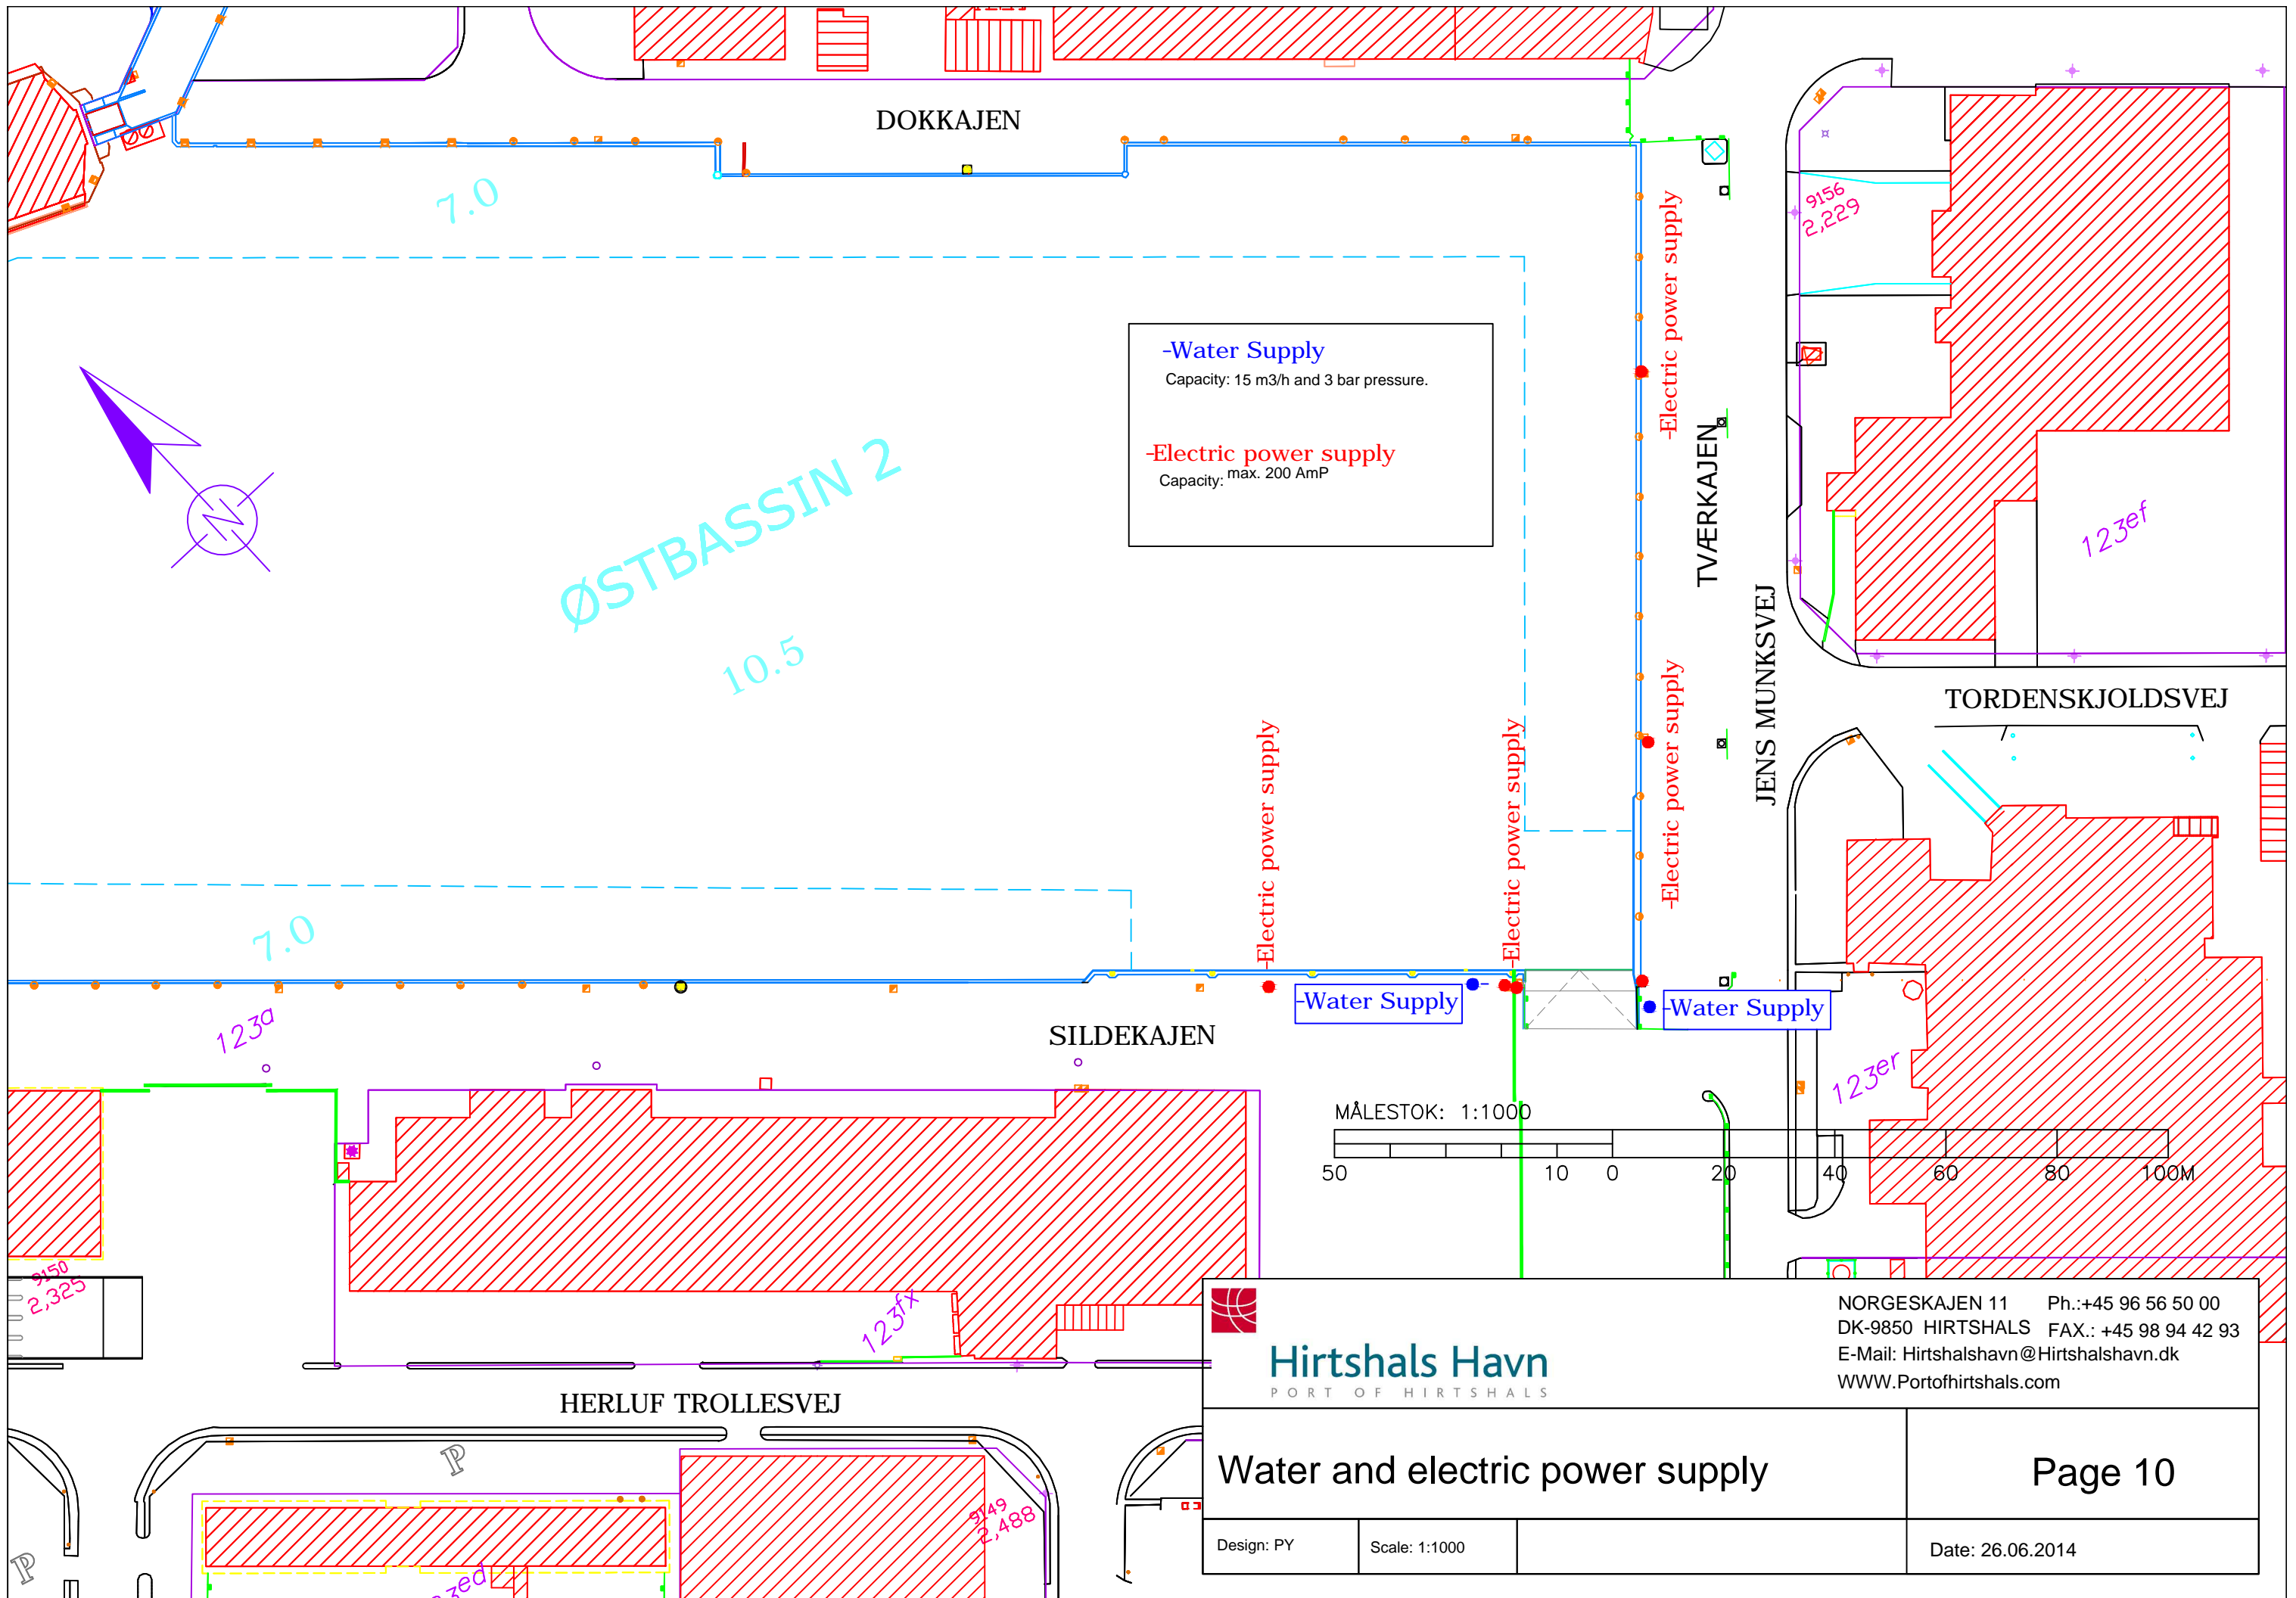 DOKKAJEN
7.0
9156
2,229
-Electric power supply
-Water Supply
Capacity: 15 m3/h and 3 bar pressure.
-Electric power supply
Capacity: max. 200 AmP
ØSTBASSIN 2
10.5
TVÆRKAJEN
123ef
JENS MUNKSVEJ
TORDENSKJOLDSVEJ
-Electric power supply
-Electric power supply
-Electric power supply
7.0
N
-Water Supply
-Water Supply
123a
SILDEKAJEN
123er
MÅLESTOK: 1:1000
50 10 0 20 40 60 80 100M
9150
2,325
123fx
HERLUF TROLLESVEJ
P
P
9149
2,488
Hirtshals Havn
PORT OF HIRTSHALS
NORGESKAJEN 11 Ph.:+45 96 56 50 00
DK-9850 HIRTSHALS FAX.: +45 98 94 42 93
E-Mail: Hirtshalshavn@Hirtshalshavn.dk
WWW.Portofhirtshals.com
Water and electric power supply
Page 10
Design: PY
Scale: 1:1000
Date: 26.06.2014